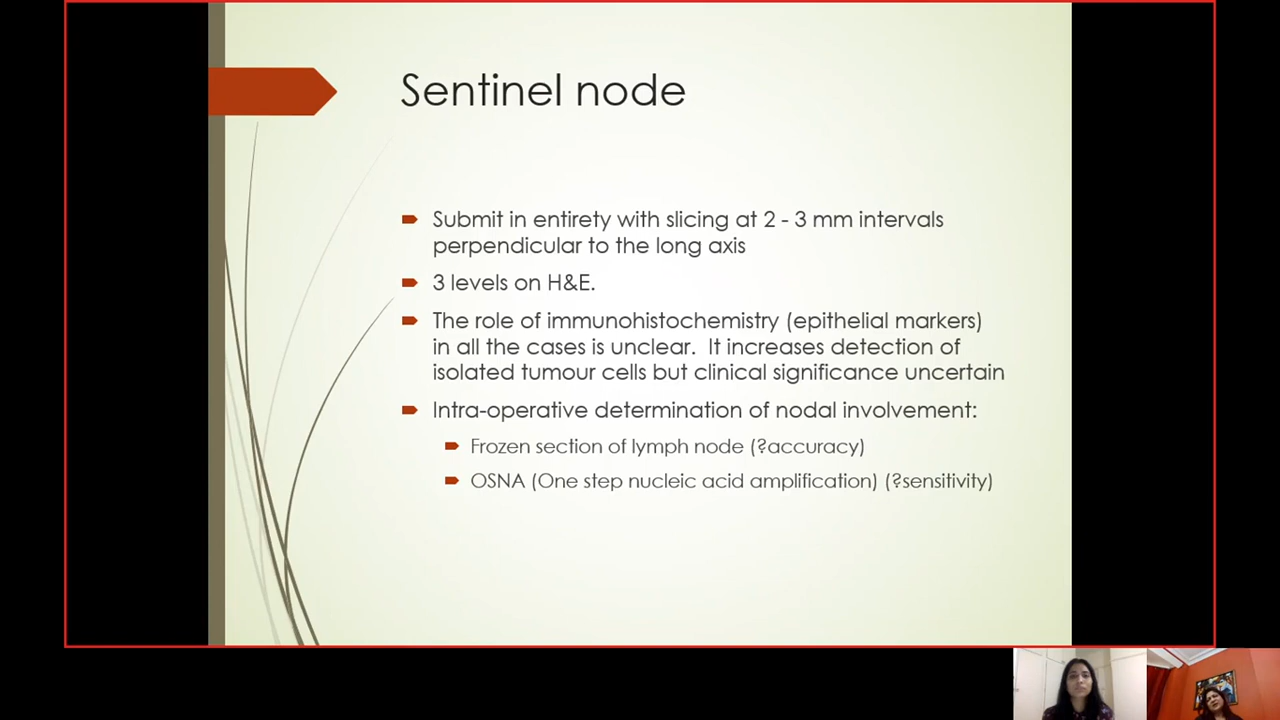 Sentinel node
Submit in entirety with slicing at 2 - 3 mm intervals
perpendicular to the long axis
3 levels on H&E.
The role of immunohistochemistry (epithelial markers)
in all the cases is unclear.  It increases detection of
isolated tumour cells but clinical significance uncertain
Intra-operative determination of nodal involvement:
Frozen section of lymph node (?accuracy)
OSNA (One step nucleic acid amplification) (?sensitivity)